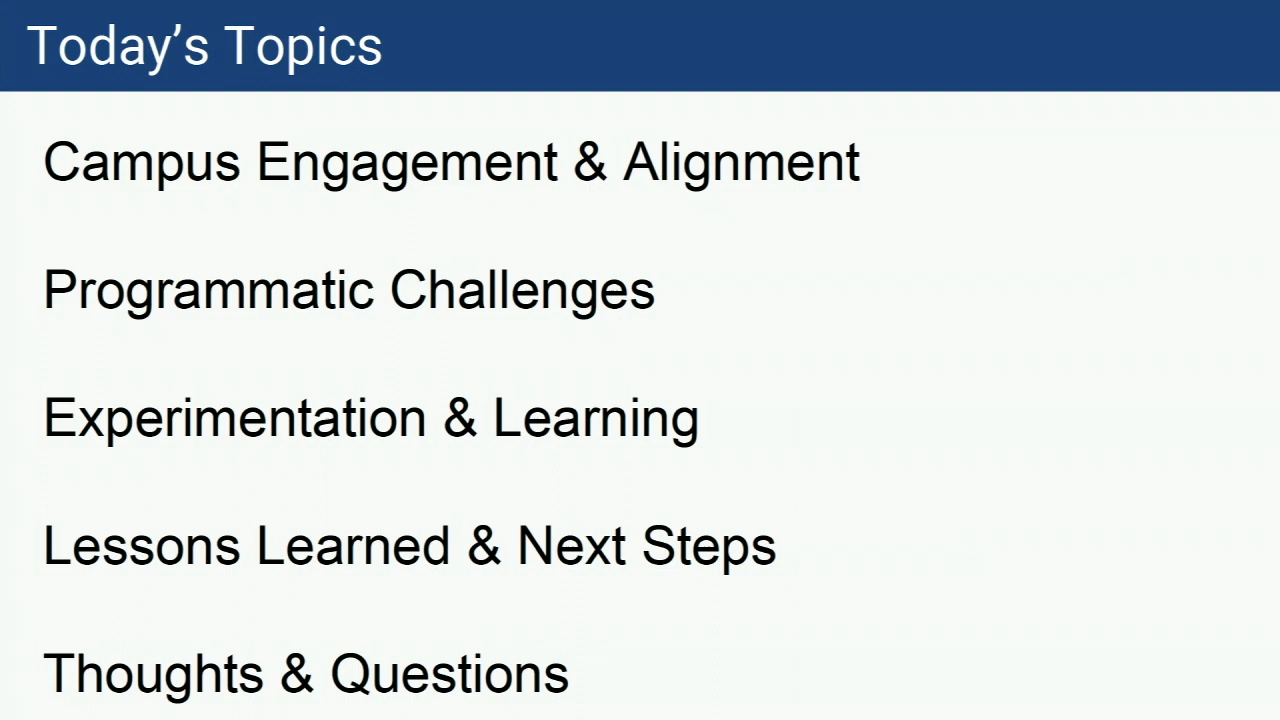 Today’s Topics
Campus Engagement & Alignment
Programmatic Challenges
Experimentation & Learning
Lessons Learned & Next Steps
Thoughts & Questions